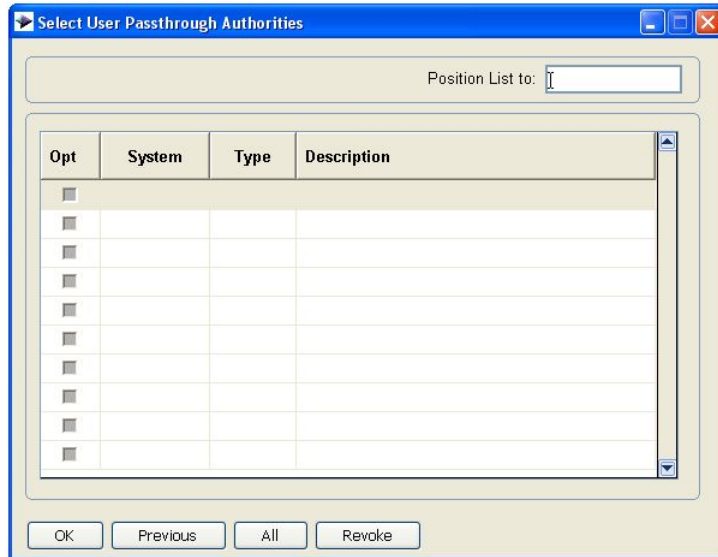 Select User Passthrough Authorities
Position List to:
Opt System Type Description
OK Previous All Revoke